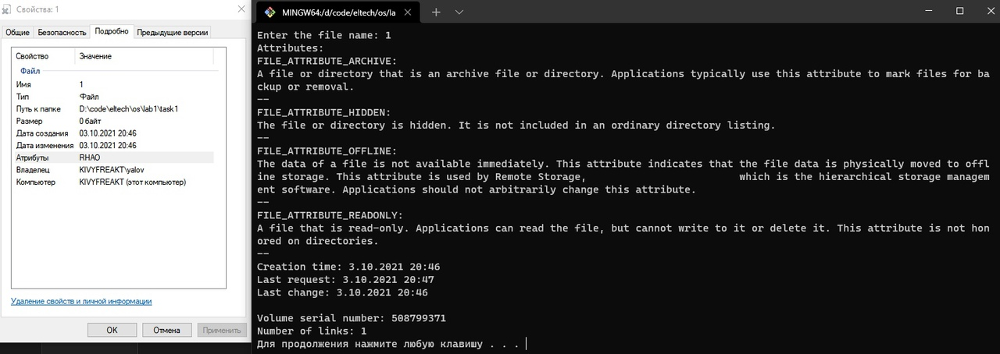 Свойства: 1
Общие
Безопасность
Подробно
Предыдущие версии
Свойство Значение
Файл
Имя 1
Тип Файл
Путь к папке D:\code\eltech\os\lab1\task1
Размер 0 байт
Дата создания 03.10.2021 20:46
Дата изменения 03.10.2021 20:46
Атрибуты RHAO
Владелец KIVYFREAKT\yalov
Компьютер KIVYFREAKT (этот компьютер)
Удаление свойств и личной информации
ОК
Отмена
Применить
MINGW64:/d/code/eltech/os/la
Enter the file name: 1
Attributes:
FILE_ATTRIBUTE_ARCHIVE:
A file or directory that is an archive file or directory. Applications typically use this attribute to mark files for ba
ckup or removal.
--
FILE_ATTRIBUTE_HIDDEN:
The file or directory is hidden. It is not included in an ordinary directory listing.
--
FILE_ATTRIBUTE_OFFLINE:
The data of a file is not available immediately. This attribute indicates that the file data is physically moved to offl
ine storage. This attribute is used by Remote Storage, which is the hierarchical storage managem
ent software. Applications should not arbitrarily change this attribute.
--
FILE_ATTRIBUTE_READONLY:
A file that is read-only. Applications can read the file, but cannot write to it or delete it. This attribute is not hon
ored on directories.
--
Creation time: 3.10.2021 20:46
Last request: 3.10.2021 20:47
Last change: 3.10.2021 20:46
Volume serial number: 508799371
Number of links: 1
Для продолжения нажмите любую клавишу . . .